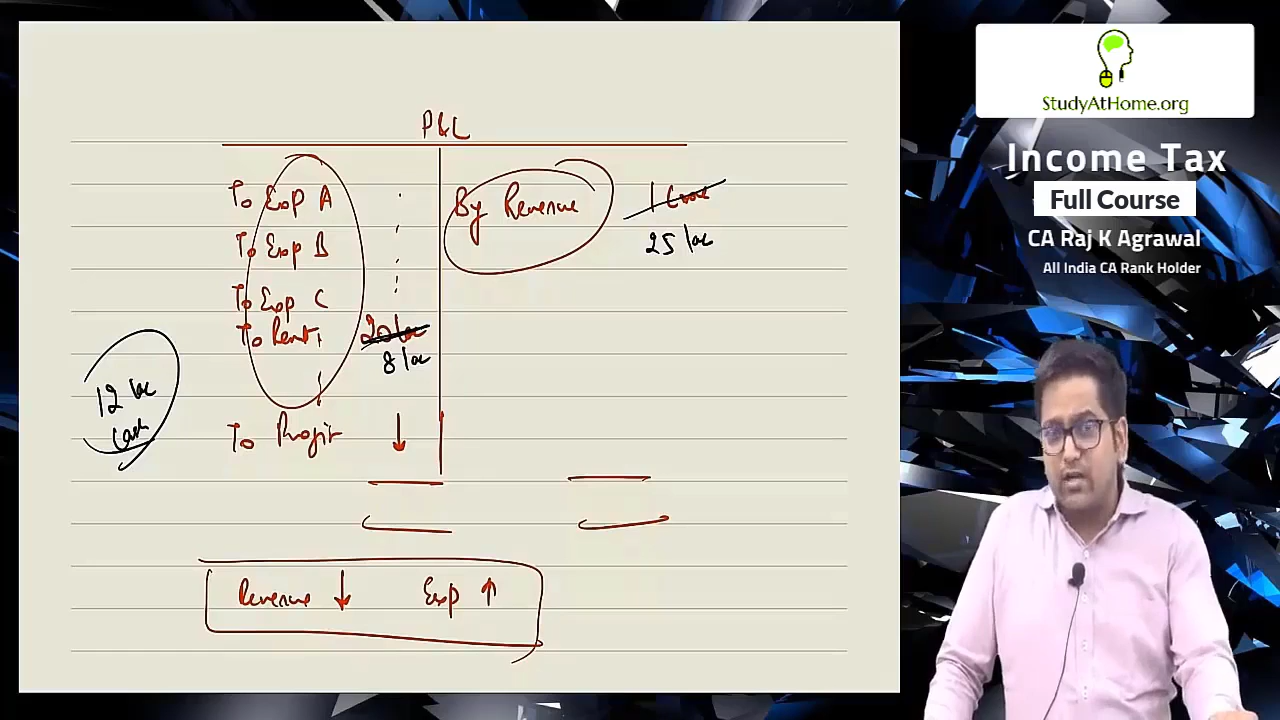 P&L
To Exp A
By Revenue
1 Crore
25 lac
To Exp B
To Exp C
To Rent
20 lac
8 lac
12 lac
Cash
To Profit
Revenue ↓ Exp ↑
StudyAtHome.org
Income Tax
Full Course
CA Raj K Agrawal
All India CA Rank Holder